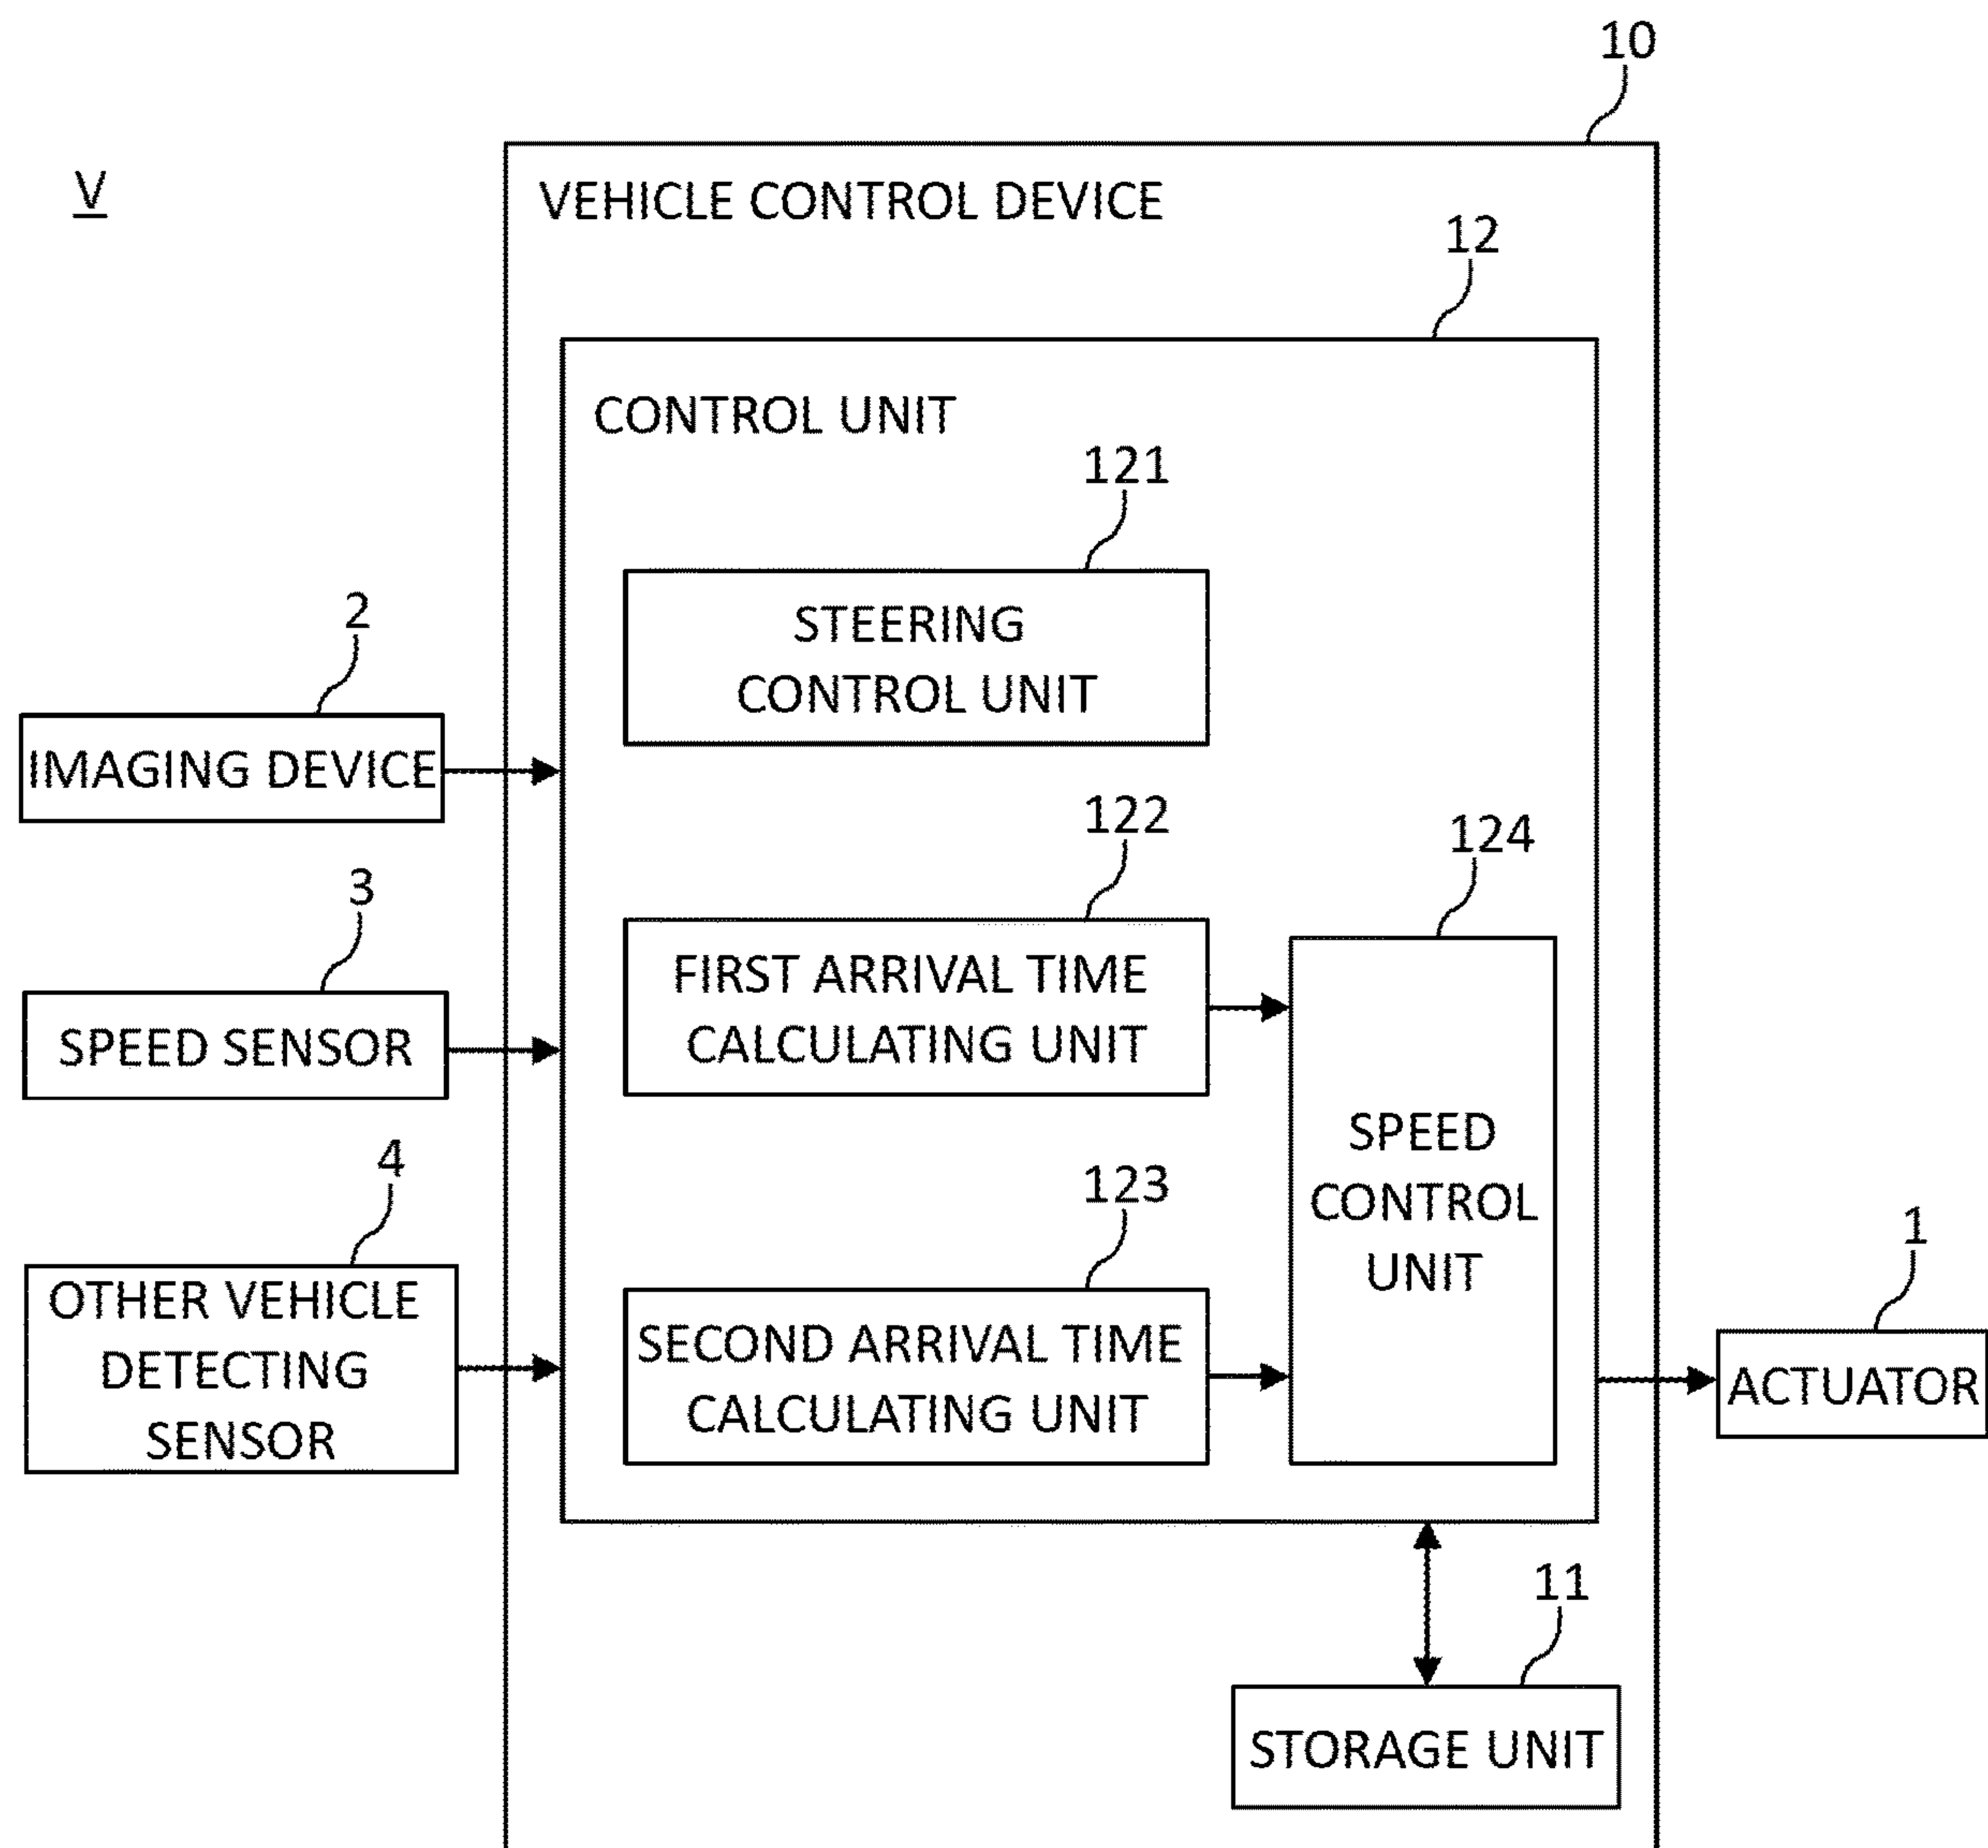 10
V
VEHICLE CONTROL DEVICE
12
CONTROL UNIT
121
STEERING
CONTROL UNIT
2
IMAGING DEVICE
122
124
3
FIRST ARRIVAL TIME
CALCULATING UNIT
SPEED SENSOR
SPEED
CONTROL
UNIT
4
123
OTHER VEHICLE
DETECTING
SENSOR
SECOND ARRIVAL TIME
CALCULATING UNIT
1
ACTUATOR
11
STORAGE UNIT